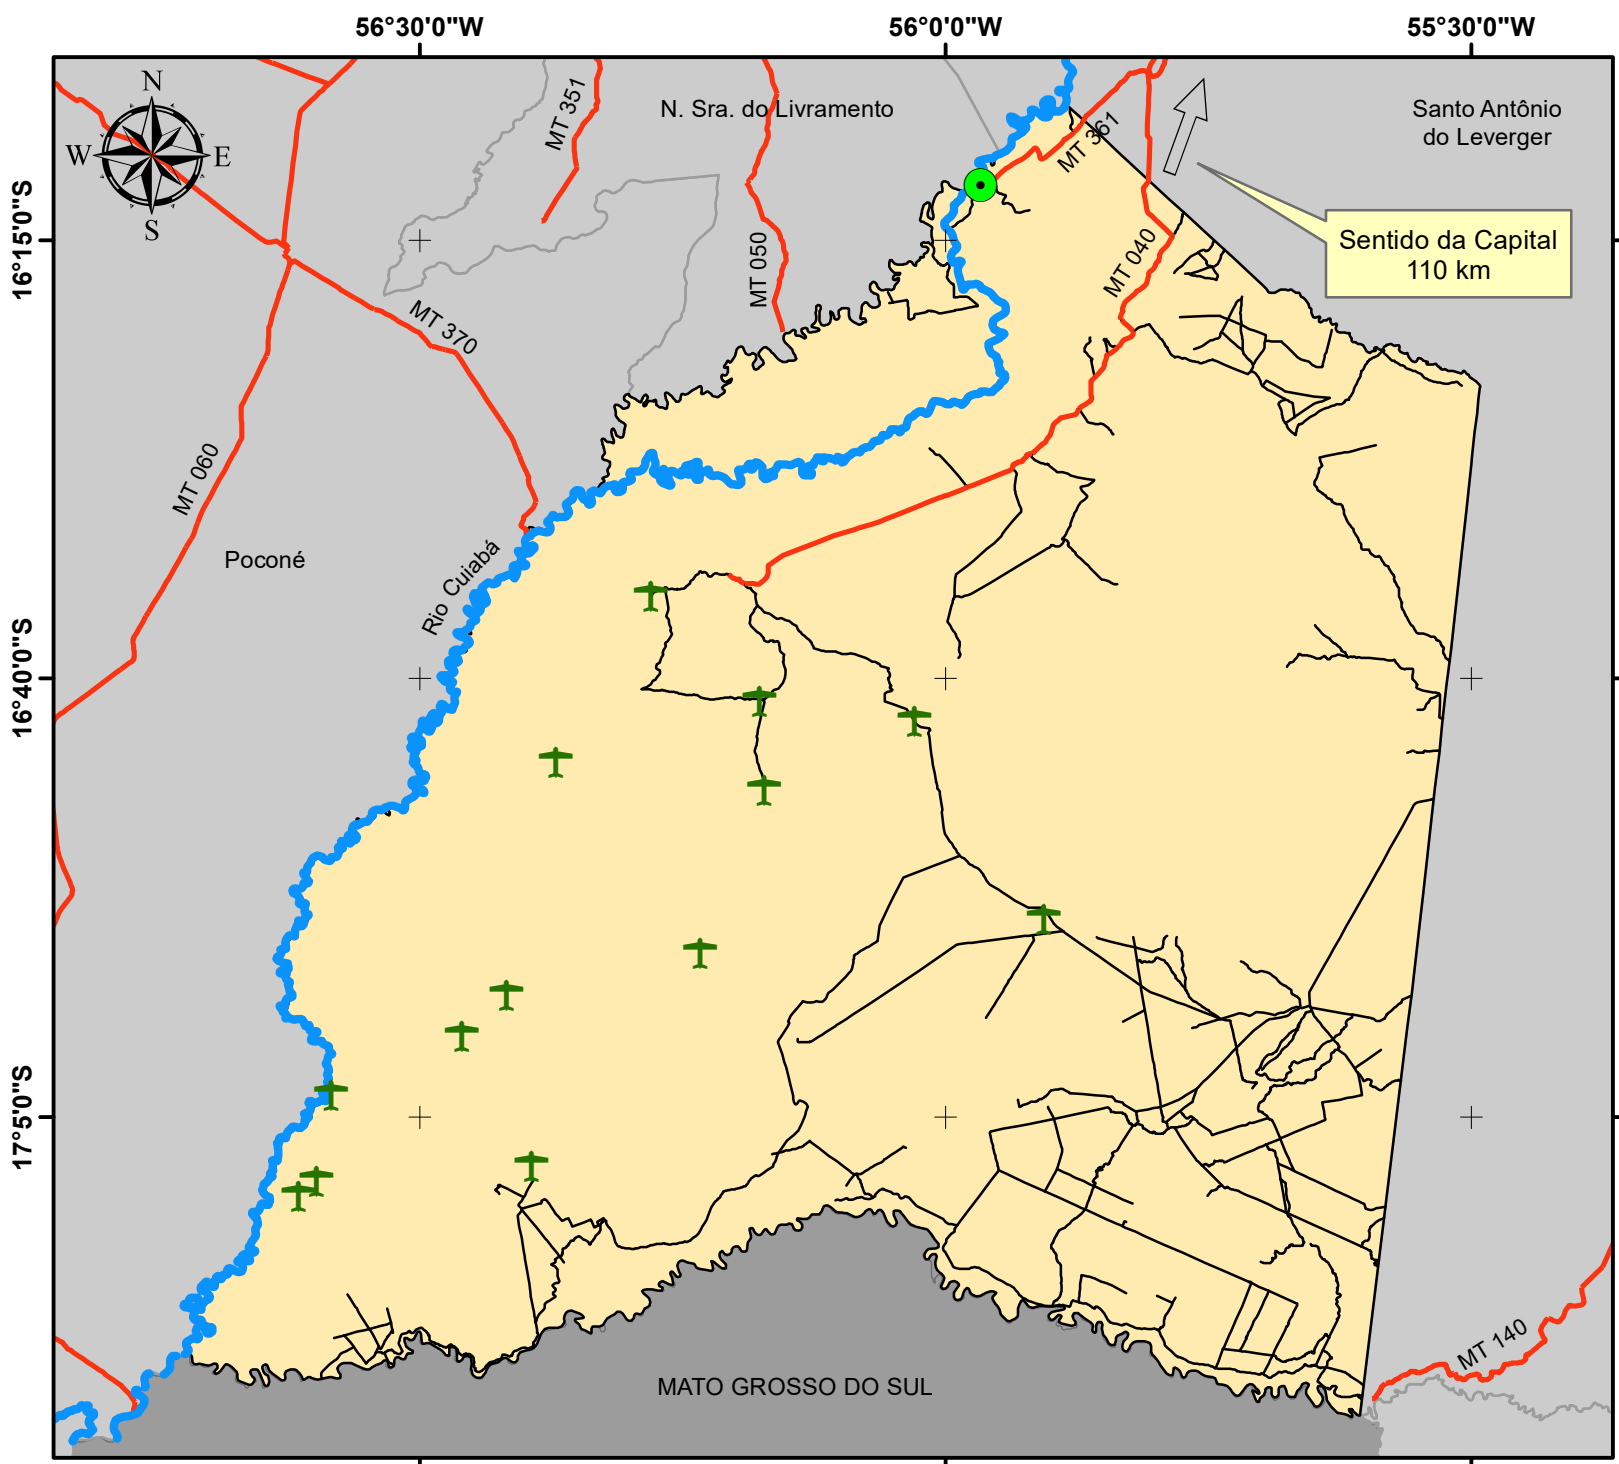 56°30'0"W
56°0'0"W
55°30'0"W
N
W
E
S
MT 351
N. Sra. do Livramento
MT 361
Santo Antônio
do Leverger
16°15'0"S
MT 050
MT 040
Sentido da Capital
110 km
MT 370
MT 060
Poconé
Rio Cuiabá
16°40'0"S
17°5'0"S
MT 140
MATO GROSSO DO SUL